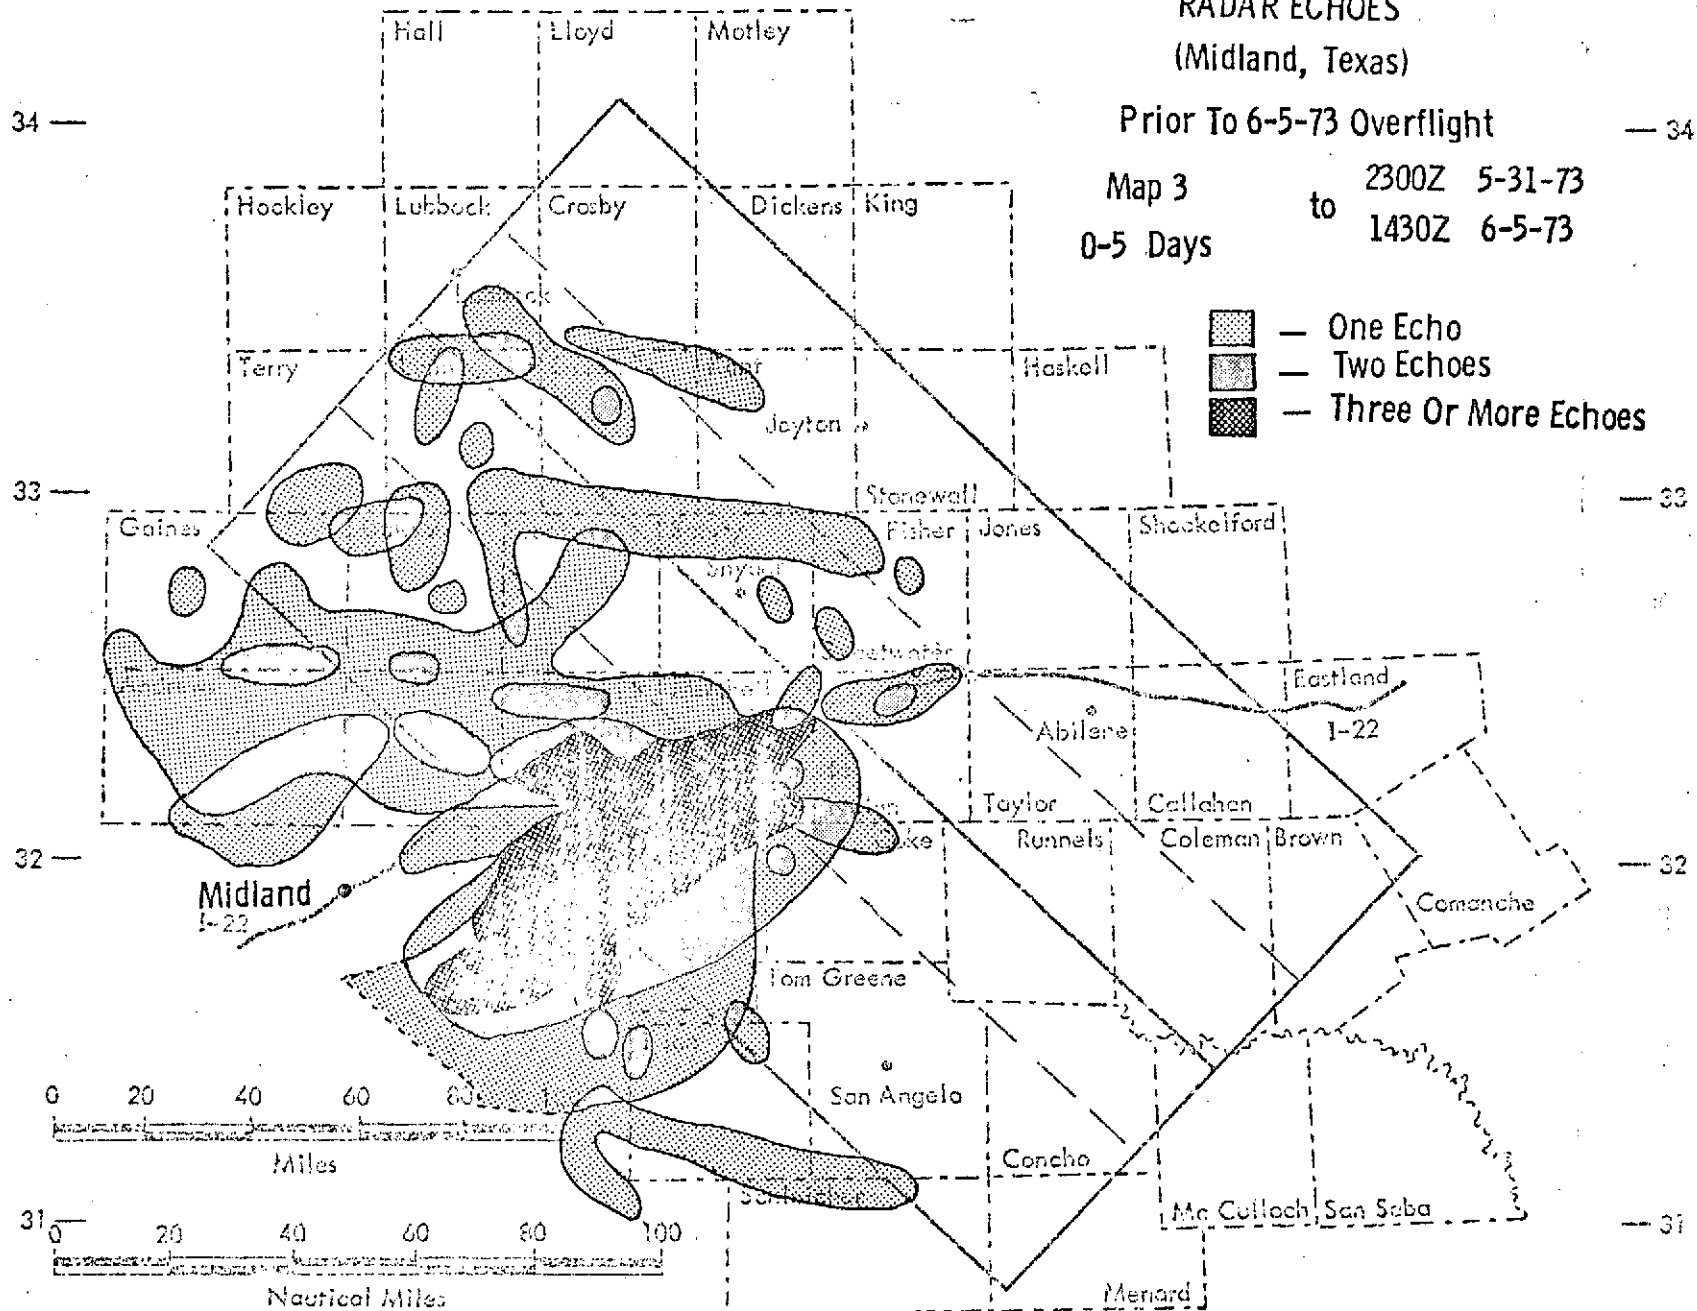 RADAR ECHOES
(Midland, Texas)
Prior To 6-5-73 Overflight
Map 3
0-5 Days
to
2300Z 5-31-73
1430Z 6-5-73
— One Echo
— Two Echoes
— Three Or More Echoes
Hall
Lloyd
Motley
34
34
Hockley
Lubbock
Crosby
Dickens
King
Terry
Haskell
Jayton
33
33
Stonewall
Gaines
Fisher
Jones
Shackelford
Snyder
Eastland
Abilene
I-22
Taylor
Callahan
Runnels
Coleman
Brown
32
32
Midland
I-22
Comanche
Tom Greene
San Angelo
Concho
0 20 40 60 80
Miles
Mc Culloch
San Saba
31
31
0 20 40 60 80 100
Nautical Miles
Menard